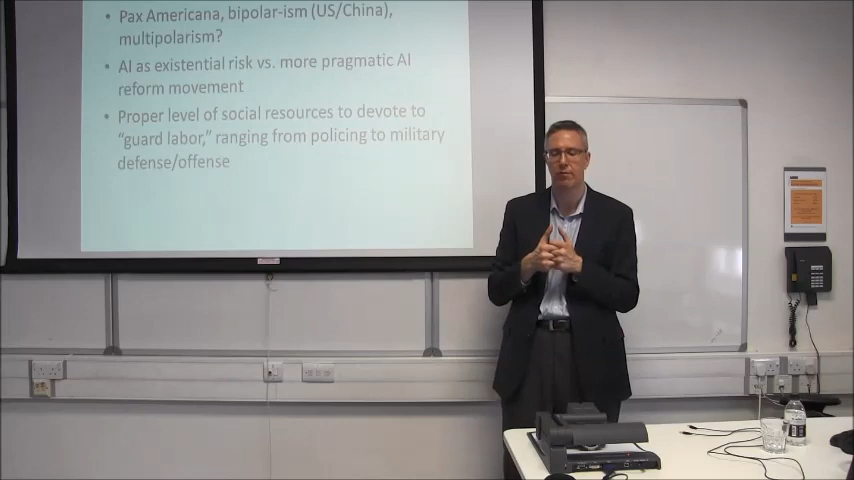 • Pax Americana, bipolar-ism (US/China),
multipolarism?
• AI as existential risk vs. more pragmatic AI
reform movement
• Proper level of social resources to devote to
“guard labor,” ranging from policing to military
defense/offense